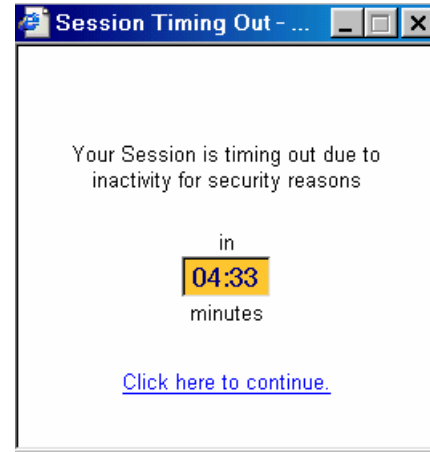 Session Timing Out - ...
Your Session is timing out due to
inactivity for security reasons
in
04:33
minutes
Click here to continue.